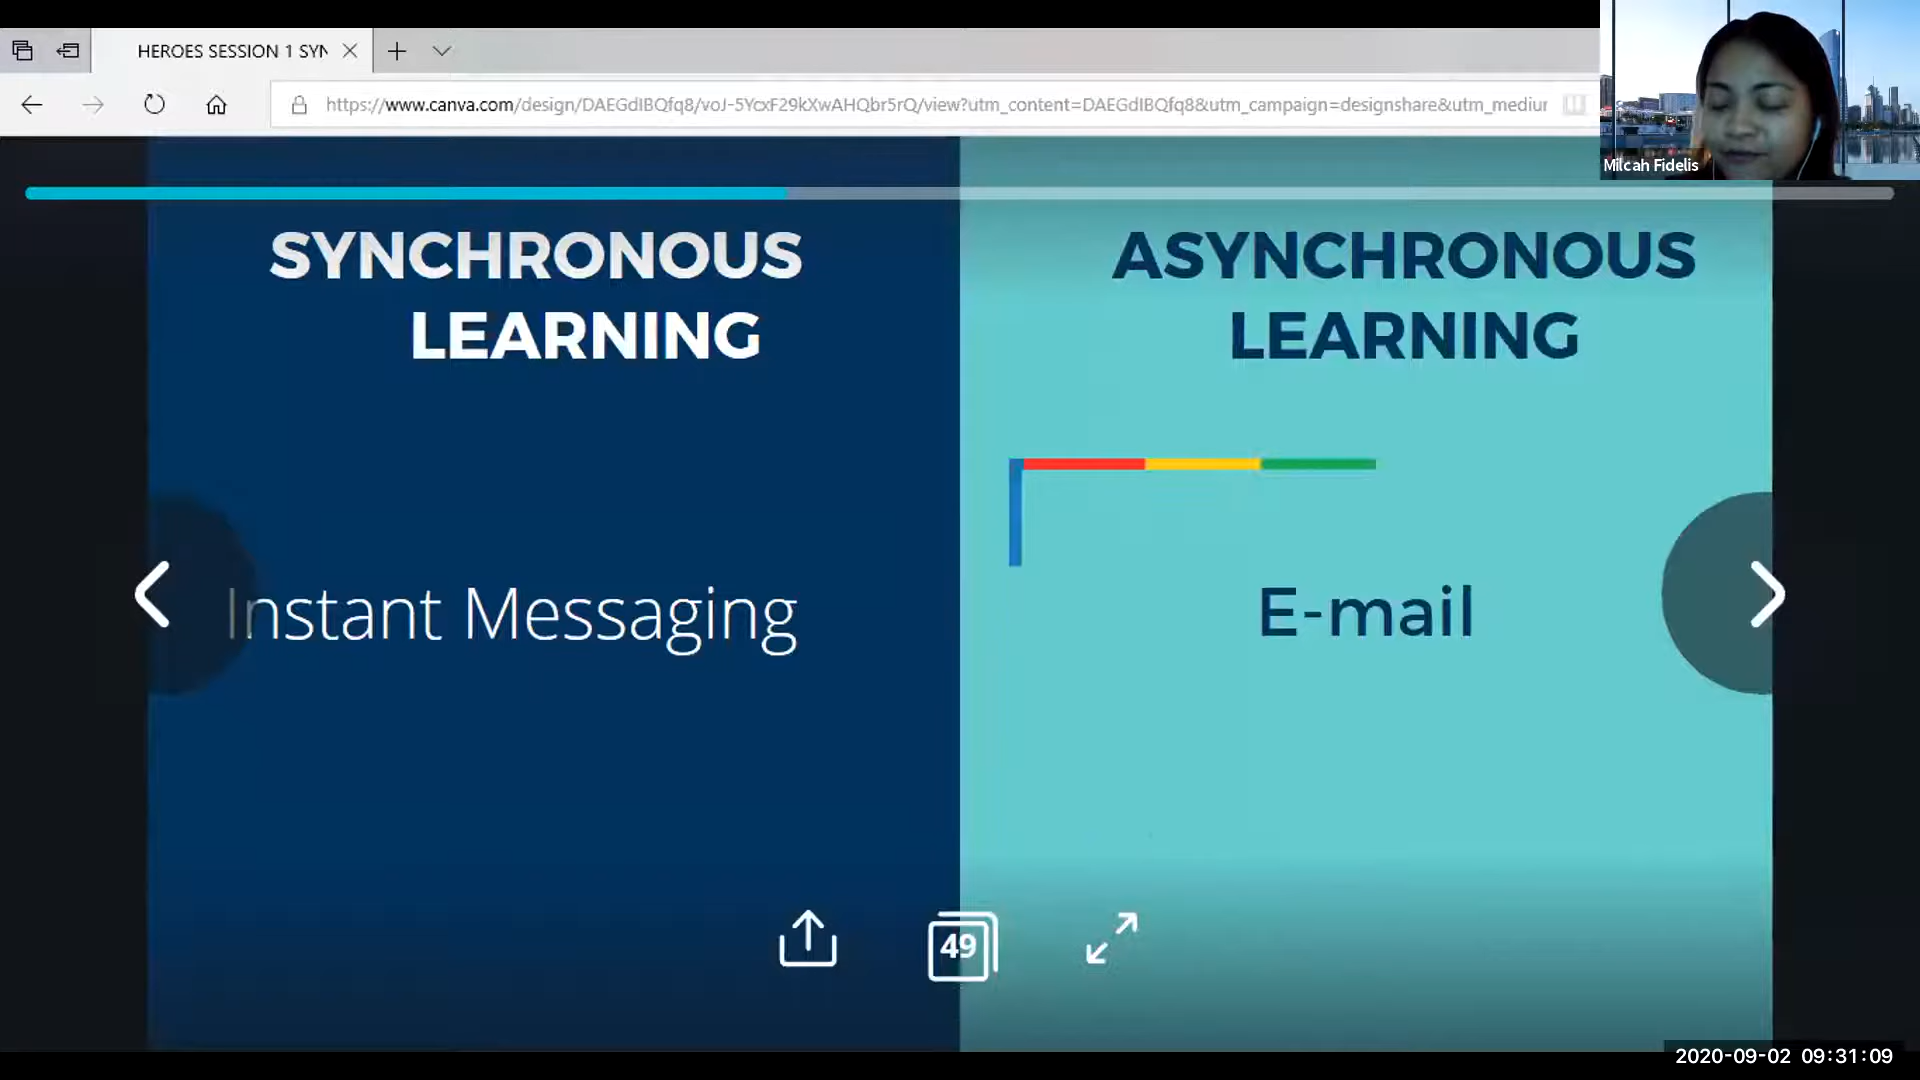 HEROES SESSION 1 SYN
https://www.canva.com/design/DAEGdIBQfq8/voJ-5YcxF29kXwAHQbr5rQ/view?utm_content=DAEGdIBQfq8&utm_campaign=designshare&utm_mediur
Milcah Fidelis
SYNCHRONOUS
LEARNING
ASYNCHRONOUS
LEARNING
Instant Messaging
E-mail
49
2020-09-02 09:31:09